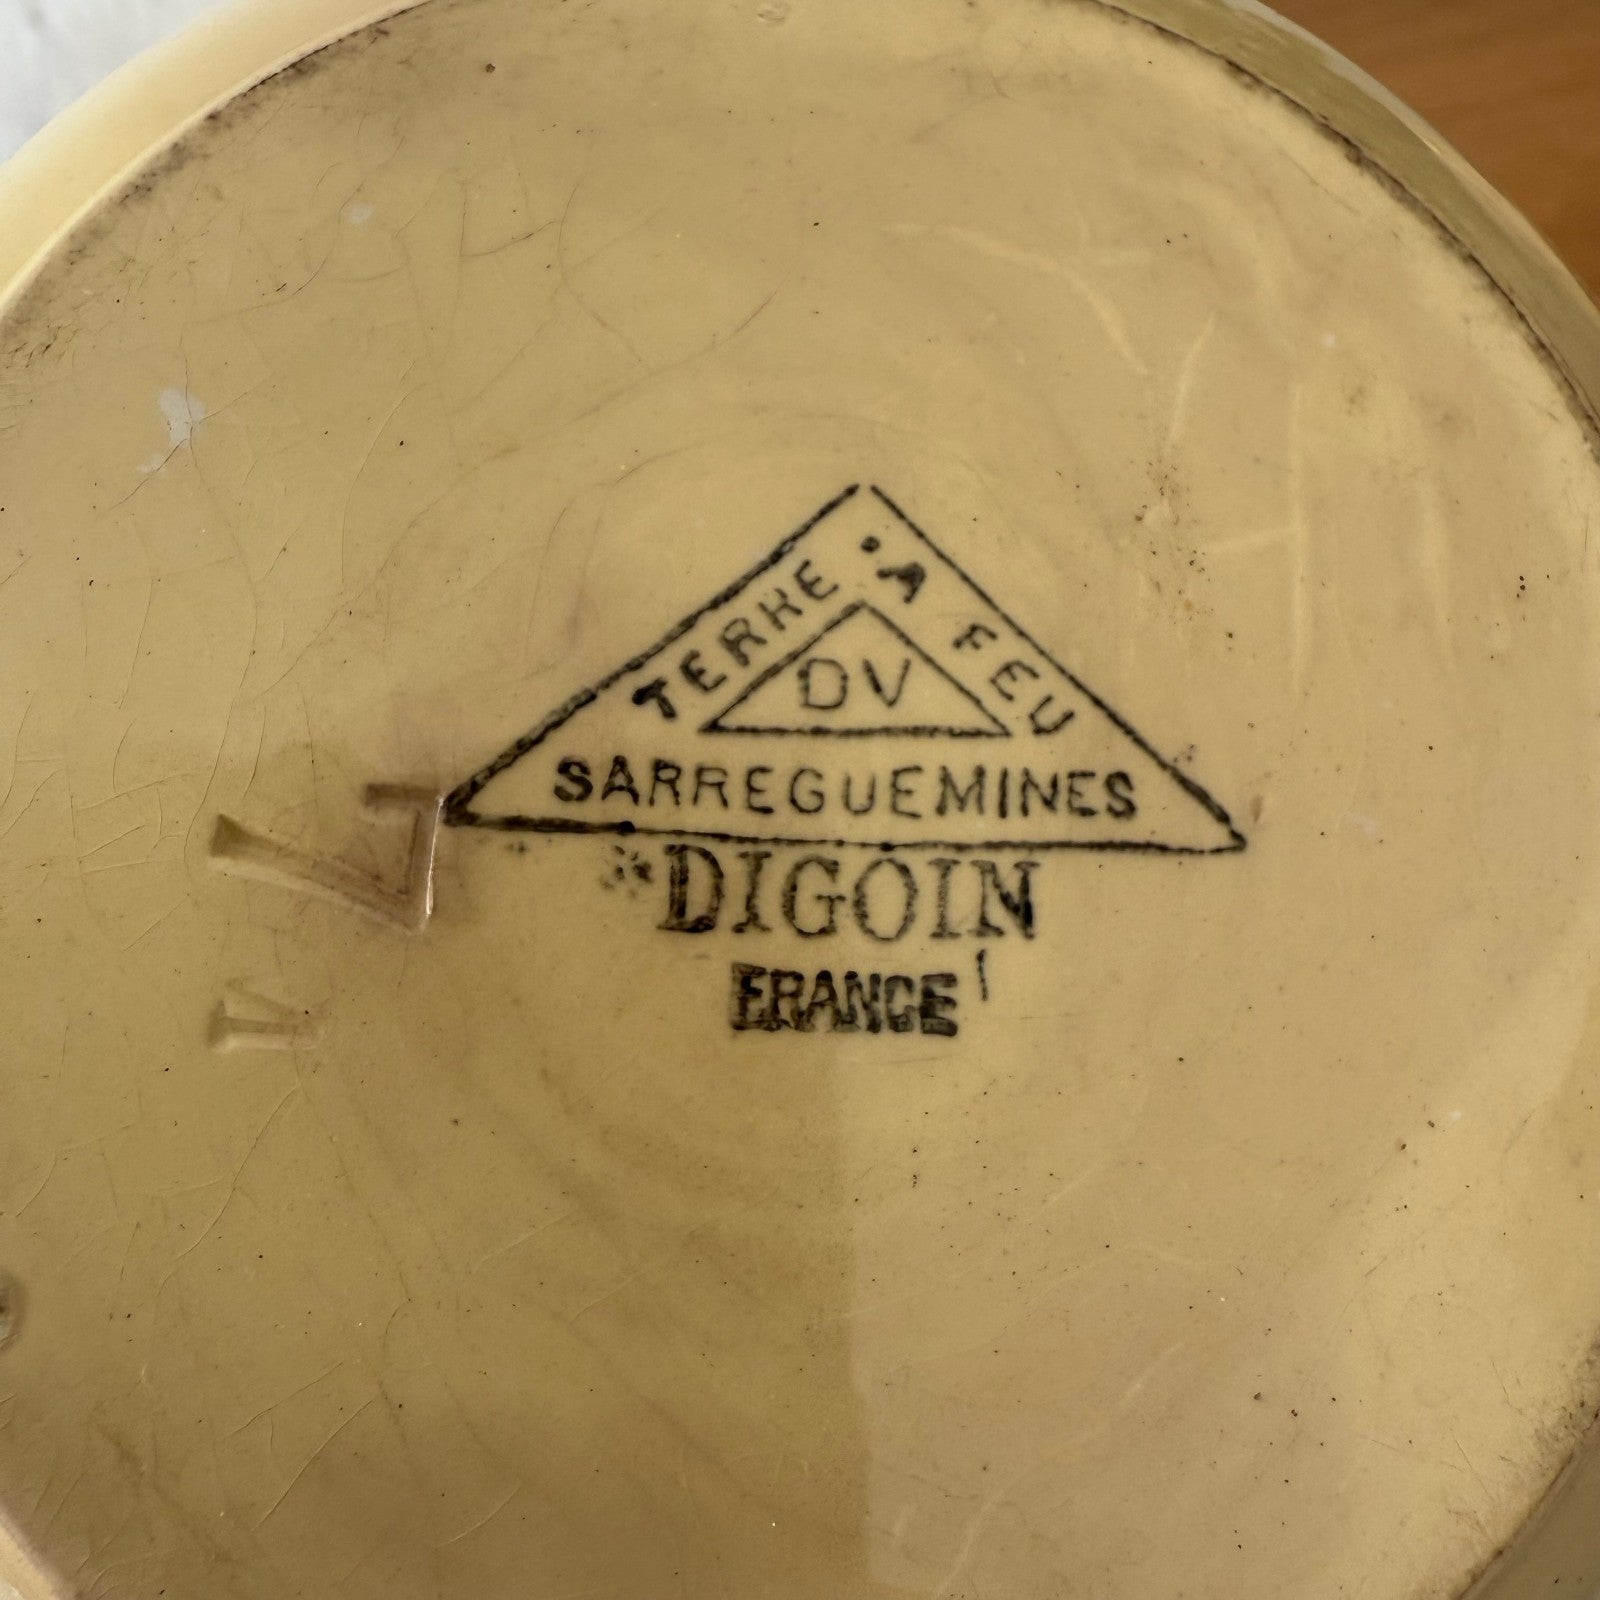 TERRE • A FEU
DV
SARREGUEMINES
DIGOIN
FRANCE